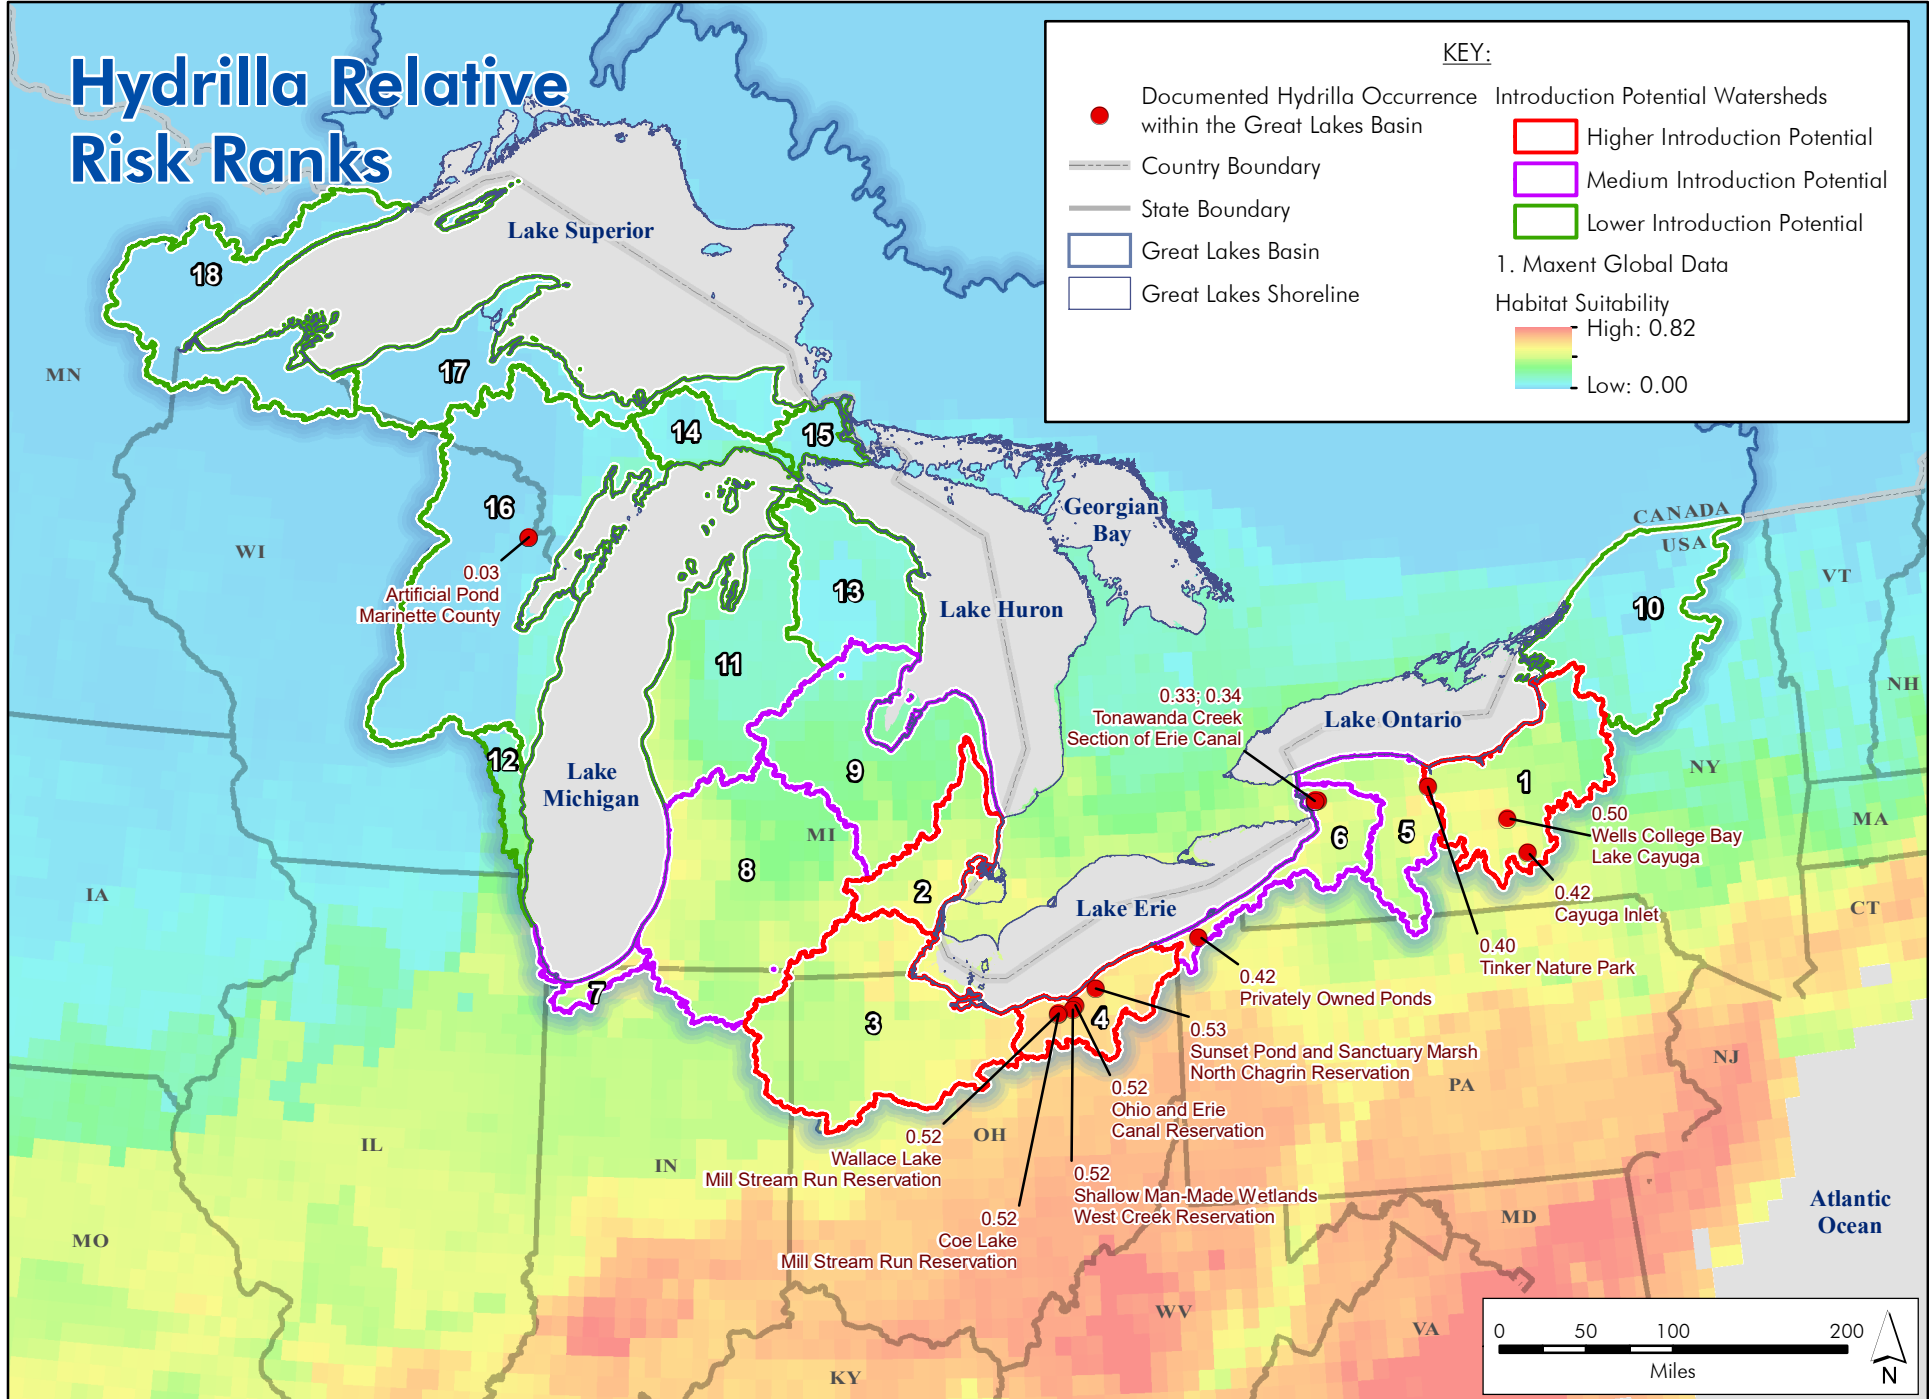 Hydrilla Relative
Risk Ranks
KEY:
Documented Hydrilla Occurrence
within the Great Lakes Basin
Country Boundary
State Boundary
Great Lakes Basin
Great Lakes Shoreline
Introduction Potential Watersheds
Higher Introduction Potential
Medium Introduction Potential
Lower Introduction Potential
1. Maxent Global Data
Habitat Suitability
High: 0.82
Low: 0.00
Lake Superior
18
17
MN
14
15
16
Georgian
Bay
CANADA
USA
WI
VT
0.03
Artificial Pond
Marinette County
13
Lake Huron
10
11
NH
0.33; 0.34
Tonawanda Creek
Section of Erie Canal
Lake Ontario
12
Lake
Michigan
9
NY
1
MI
8
6
5
0.50
Wells College Bay
Lake Cayuga
MA
IA
2
Lake Erie
0.42
Cayuga Inlet
CT
0.40
Tinker Nature Park
0.42
Privately Owned Ponds
7
3
4
0.53
Sunset Pond and Sanctuary Marsh
North Chagrin Reservation
NJ
PA
0.52
Ohio and Erie
Canal Reservation
OH
IL
IN
0.52
Wallace Lake
Mill Stream Run Reservation
0.52
Shallow Man-Made Wetlands
West Creek Reservation
0.52
Coe Lake
Mill Stream Run Reservation
MO
MD
Atlantic
Ocean
WV
VA
KY
0 50 100 200
Miles
N